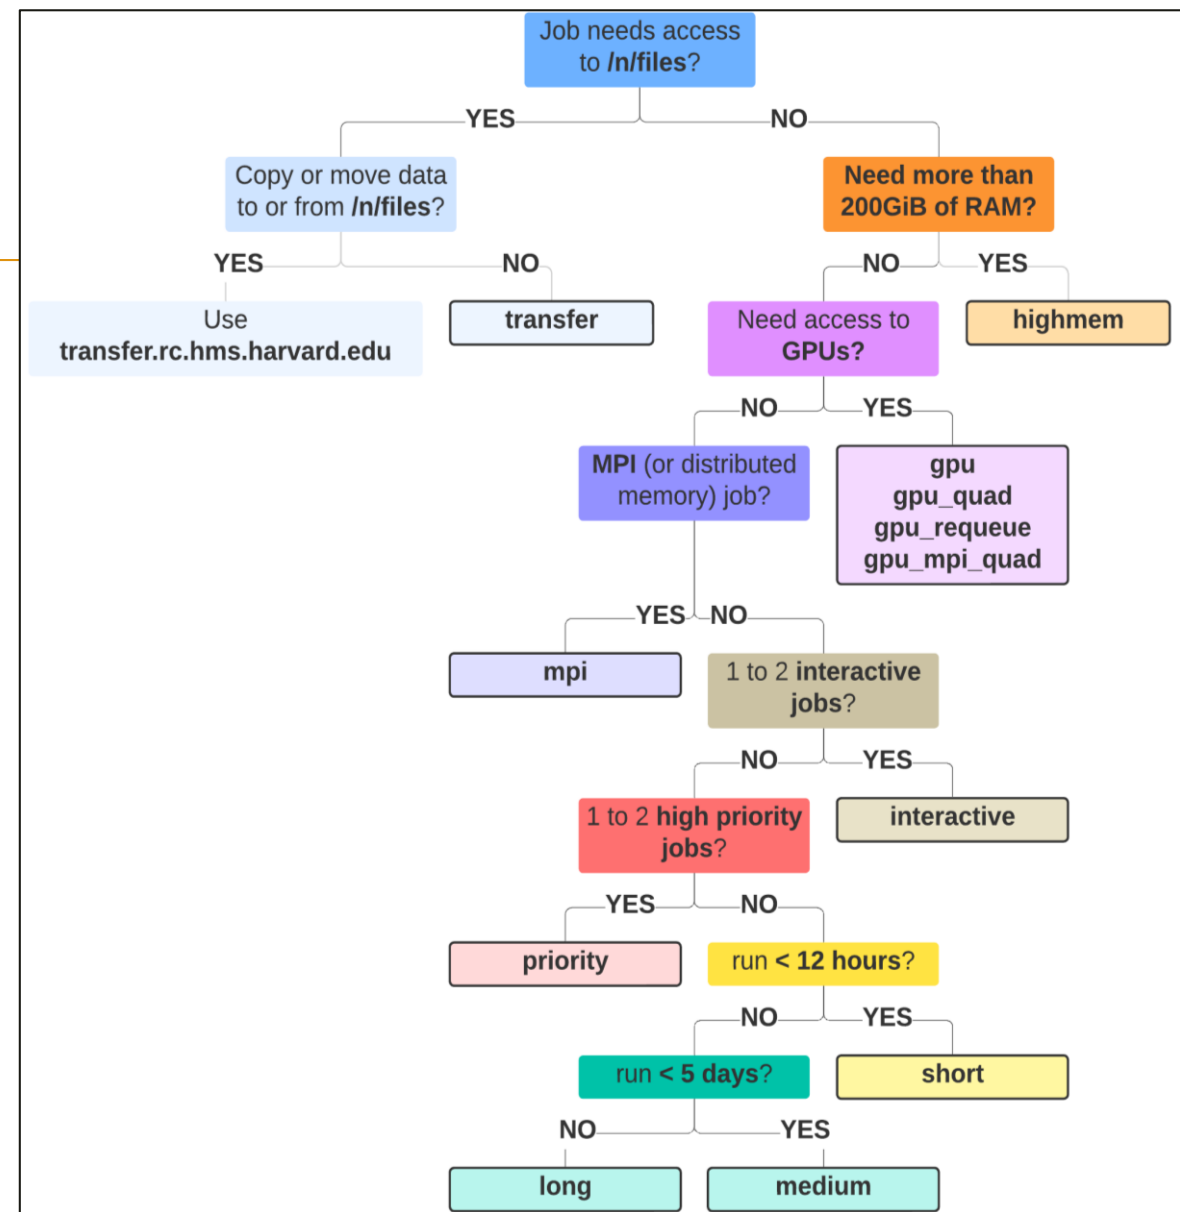 Job needs access
to /n/files?
YES
NO
Copy or move data
to or from /n/files?
Need more than
200GiB of RAM?
YES
NO
NO
YES
Use
transfer.rc.hms.harvard.edu
transfer
Need access to
GPUs?
highmem
NO
YES
MPI (or distributed
memory) job?
gpu
gpu_quad
gpu_requeue
gpu_mpi_quad
YES
NO
mpi
1 to 2 interactive
jobs?
NO
YES
1 to 2 high priority
jobs?
interactive
YES
NO
priority
run < 12 hours?
NO
YES
run < 5 days?
short
NO
YES
long
medium